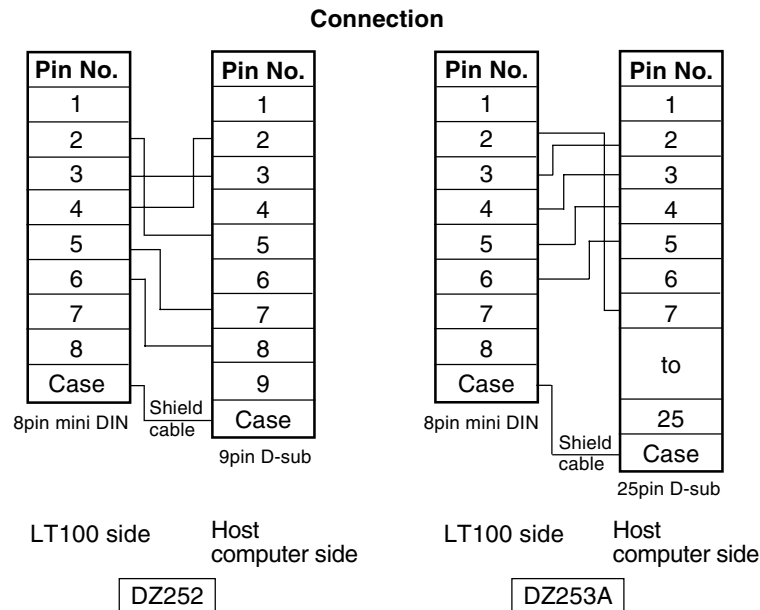 Connection
Pin No. Pin No. Pin No. Pin No.
1 1 1 1
2 2 2 2
3 3 3 3
4 4 4 4
5 5 5 5
6 6 6 6
7 7 7 7
8 8 8 to
Case 9 Case 25
8pin mini DIN Shield cable Case 8pin mini DIN Shield cable Case
9pin D-sub 25pin D-sub
LT100 side Host LT100 side Host
computer side computer side
DZ252 DZ253A